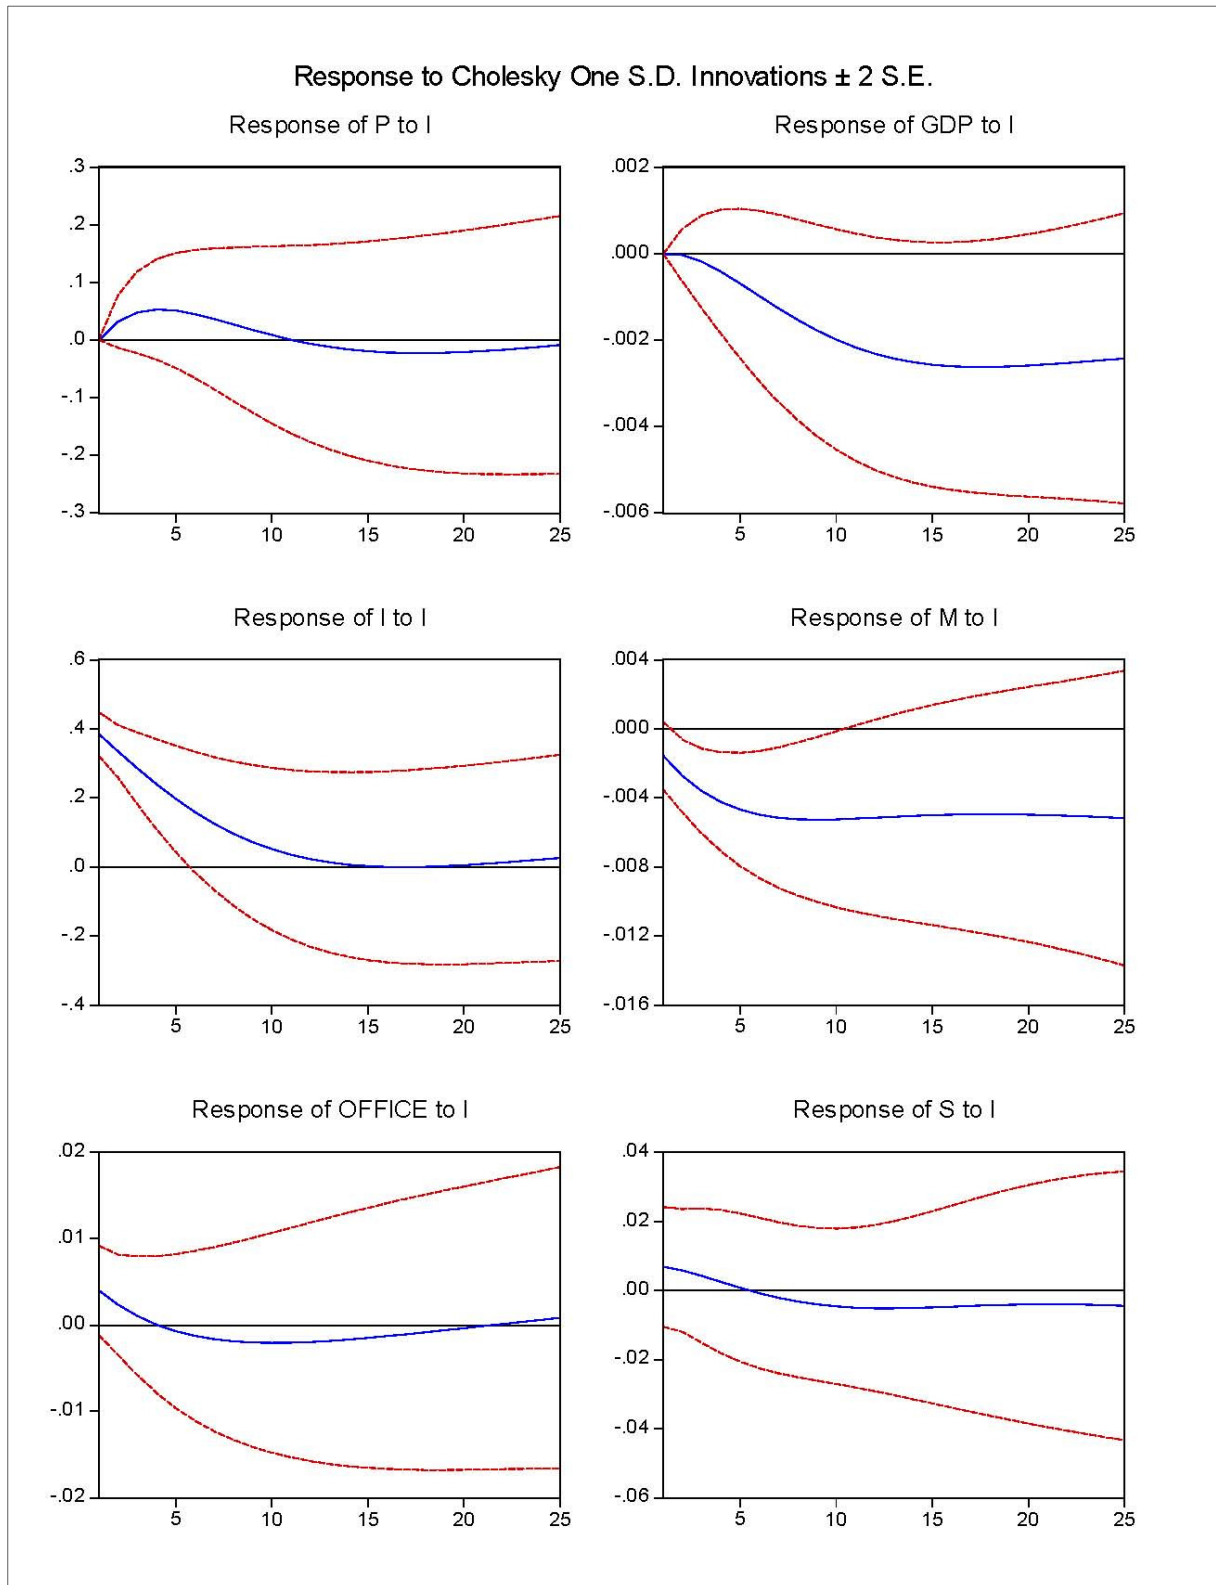 Response to Cholesky One S.D. Innovations ± 2 S.E.
Response of P to I
.3
.2
.1
.0
-.1
-.2
-.3
5 10 15 20 25
Response of GDP to I
.002
.000
-.002
-.004
-.006
5 10 15 20 25
Response of I to I
.6
.4
.2
.0
-.2
-.4
5 10 15 20 25
Response of M to I
.004
.000
-.004
-.008
-.012
-.016
5 10 15 20 25
Response of OFFICE to I
.02
.01
.00
-.01
-.02
5 10 15 20 25
Response of S to I
.04
.02
.00
-.02
-.04
-.06
5 10 15 20 25